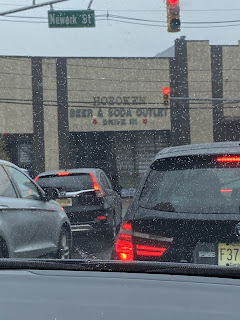 Newark St
HOBOKEN
BEER & SODA OUTLET
DRIVE IN
F37